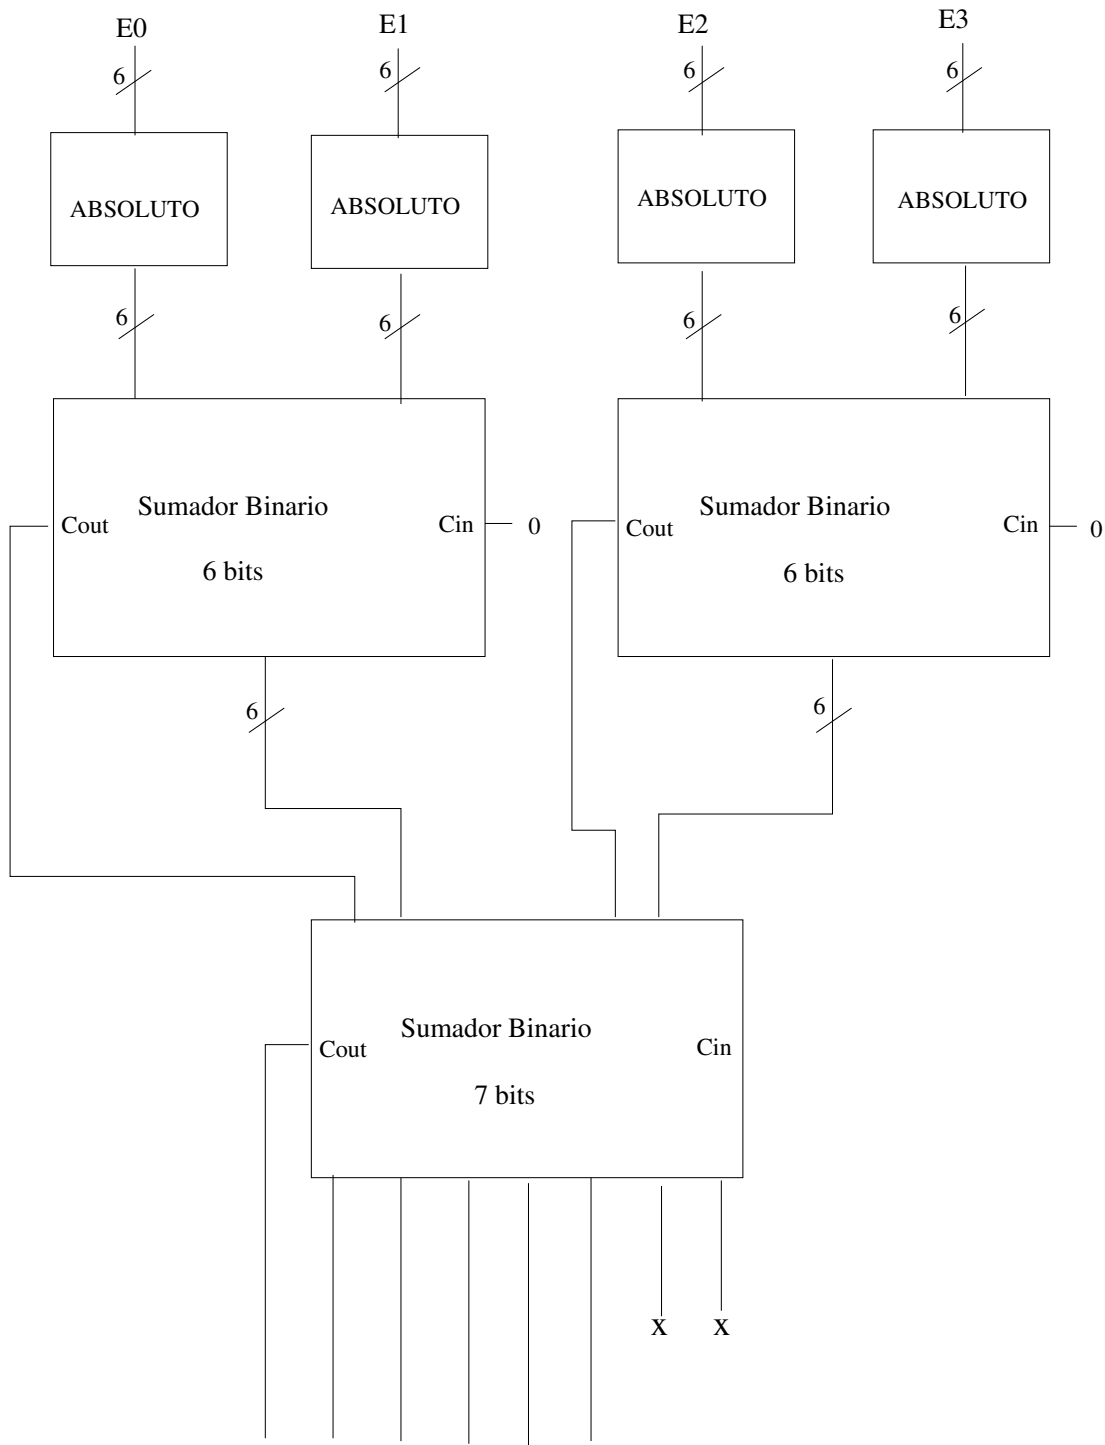 E0 E1 E2 E3
6 6 6 6
ABSOLUTO ABSOLUTO ABSOLUTO ABSOLUTO
6 6 6 6
Sumador Binario Sumador Binario
Cout Cin 0 Cout Cin 0
6 bits 6 bits
6 6
Sumador Binario
Cout Cin
7 bits
x x